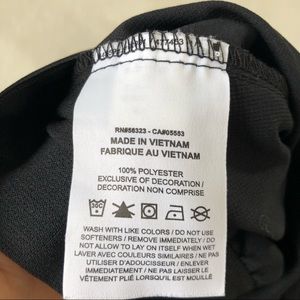 RN#56323 - CA#05553
MADE IN VIETNAM
FABRIQUE AU VIETNAM
100% POLYESTER
EXCLUSIVE OF DECORATION /
DECORATION NON COMPRISE
WASH WITH LIKE COLORS / DO NOT USE
SOFTENERS / REMOVE IMMEDIATELY / DO
NOT ALLOW TO LAY ON ITSELF WHEN WET
LAVER AVEC COULEURS SIMILAIRES / NE PAS
UTILISER D'ADOUCISSEUR / ENLEVER
IMMEDIATEMENT / NE PAS LAISSER LE
VÊTEMENT PLIÉ LORSQU'IL EST MOUILLÉ